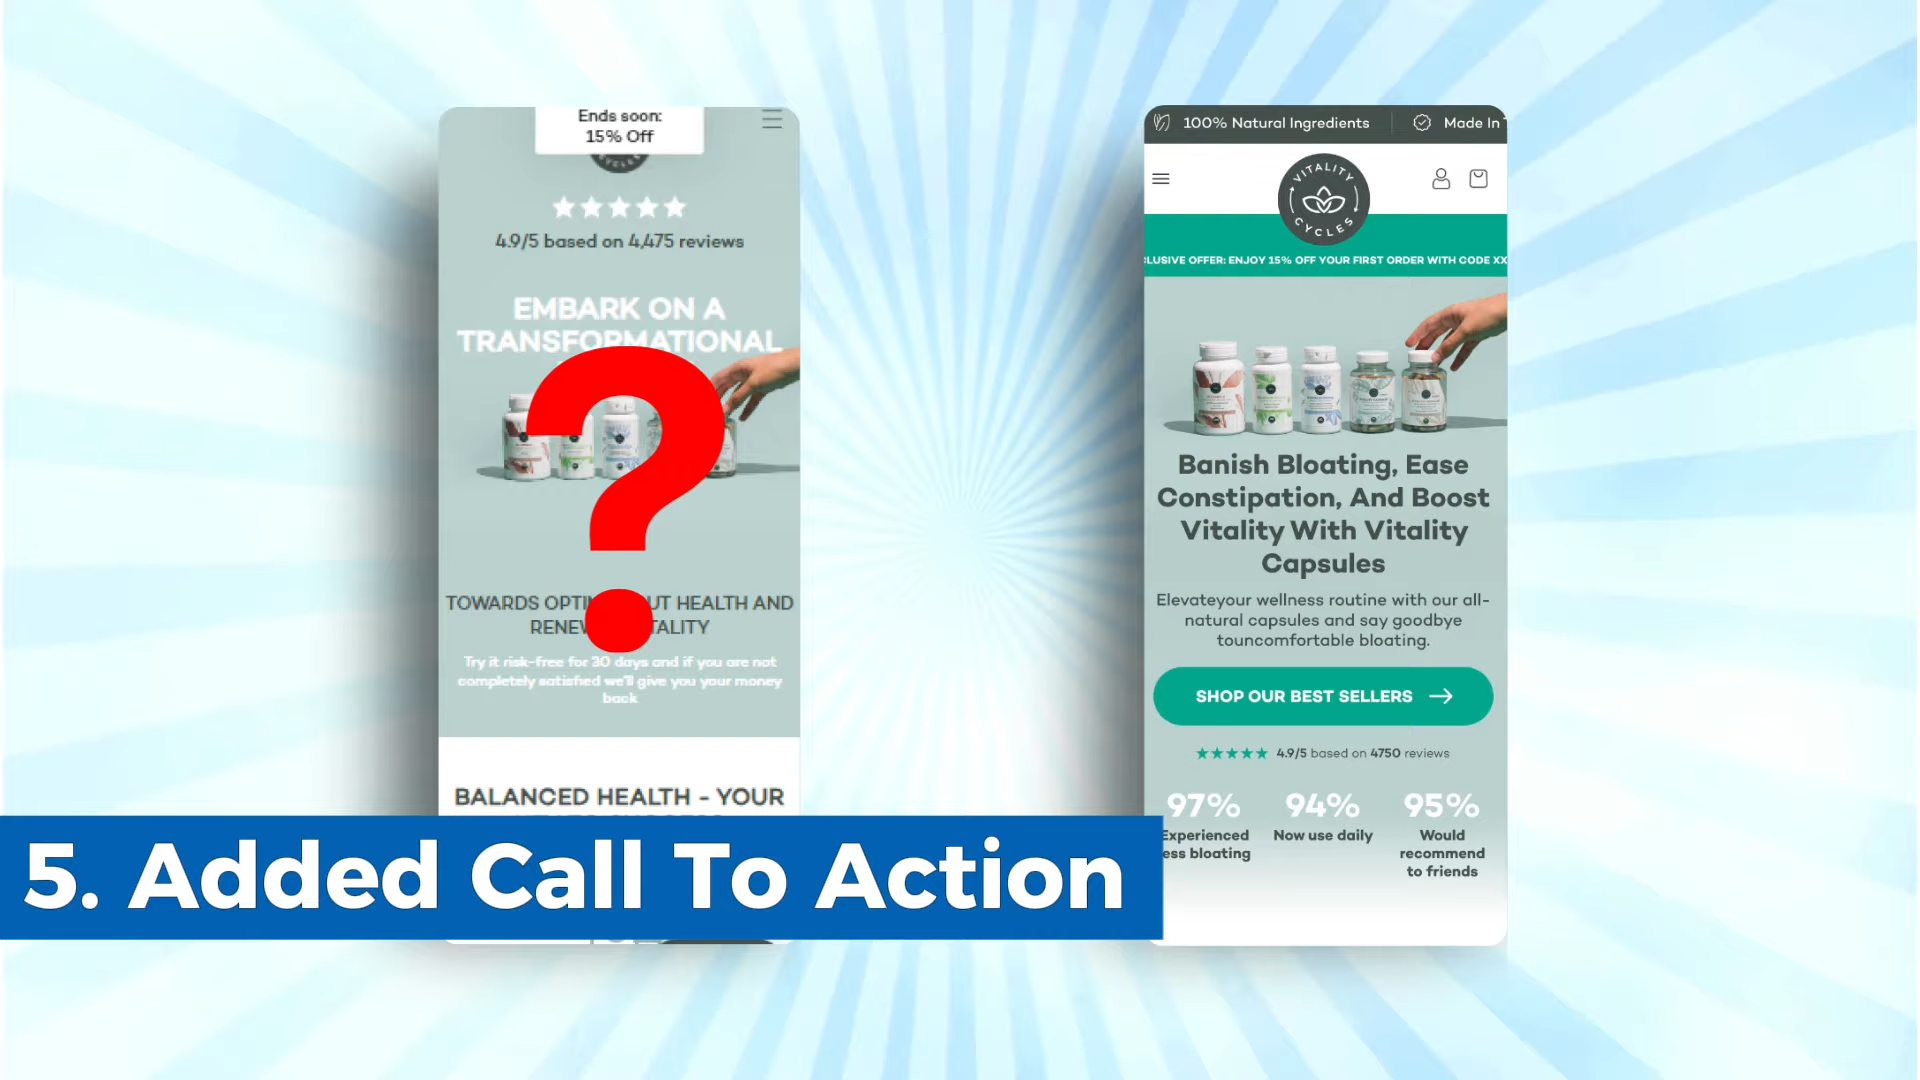 Ends soon:
15% Off
CYCLES
4.9/5 based on 4,475 reviews
EMBARK ON A
TRANSFORMATIONAL
TOWARDS OPTI UT HEALTH AND
RENEW TALITY
Try it risk-free for 30 days and if you are not
completely satisfied we'll give you your money
back
BALANCED HEALTH - YOUR
5. Added Call To Action
100% Natural Ingredients
Made In
VITALITY
CYCLES
CLUSIVE OFFER: ENJOY 15% OFF YOUR FIRST ORDER WITH CODE XX
Banish Bloating, Ease
Constipation, And Boost
Vitality With Vitality
Capsules
Elevateyour wellness routine with our all-
natural capsules and say goodbye
touncomfortable bloating.
SHOP OUR BEST SELLERS
4.9/5 based on 4750 reviews
97% 94% 95%
Experienced Now use daily Would
ess bloating recommend
to friends